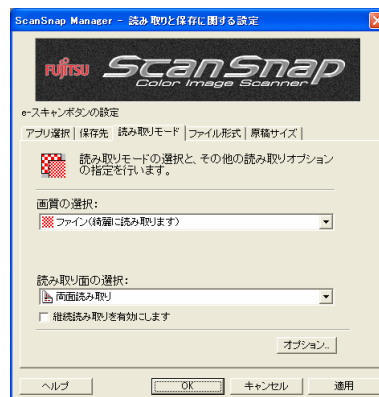 ScanSnap Manager - 読み取りと保存に関する設定
FUJITSU ScanSnap
Color Image Scanner
e-スキャンボタンの設定
アプリ選択 保存先 読み取りモード ファイル形式 原稿サイズ
読み取りモードの選択と、その他の読み取りオプション
の指定を行います。
画質の選択:
ファイン(綺麗に読み取ります)
読み取り面の選択:
両面読み取り
継続読み取りを有効にします
オプション...
ヘルプ OK キャンセル 適用